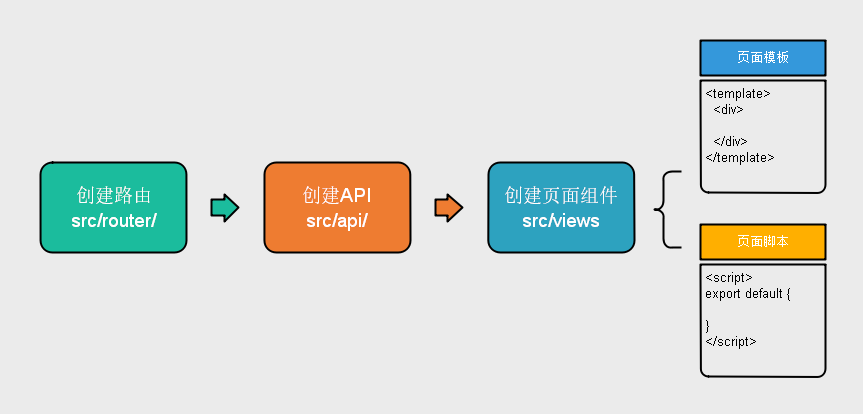 创建路由
src/router/
创建API
src/api/
创建页面组件
src/views
页面模板
<template>
<div>
</div>
</template>
页面脚本
<script>
export default {
}
</script>